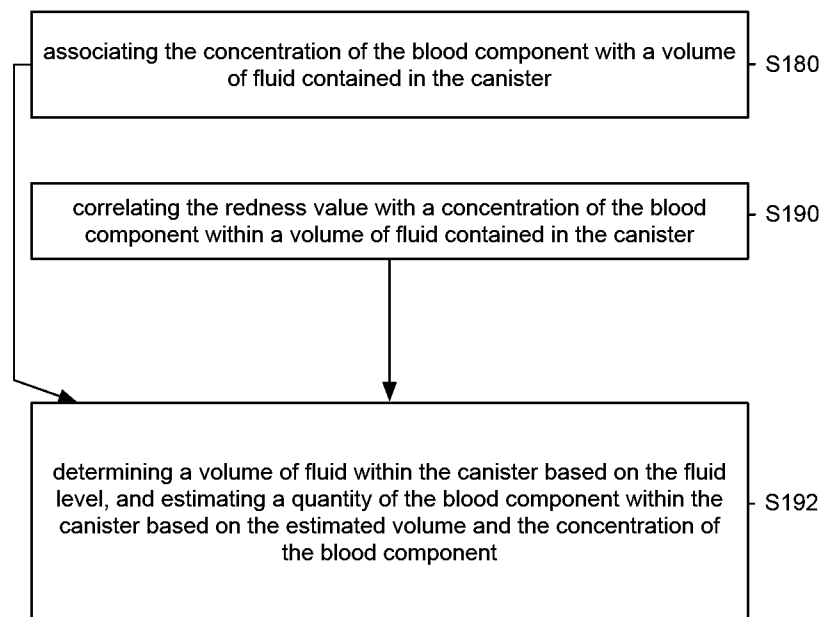 associating the concentration of the blood component with a volume
of fluid contained in the canister
S180
correlating the redness value with a concentration of the blood
component within a volume of fluid contained in the canister
S190
determining a volume of fluid within the canister based on the fluid
level, and estimating a quantity of the blood component within the
canister based on the estimated volume and the concentration of
the blood component
S192